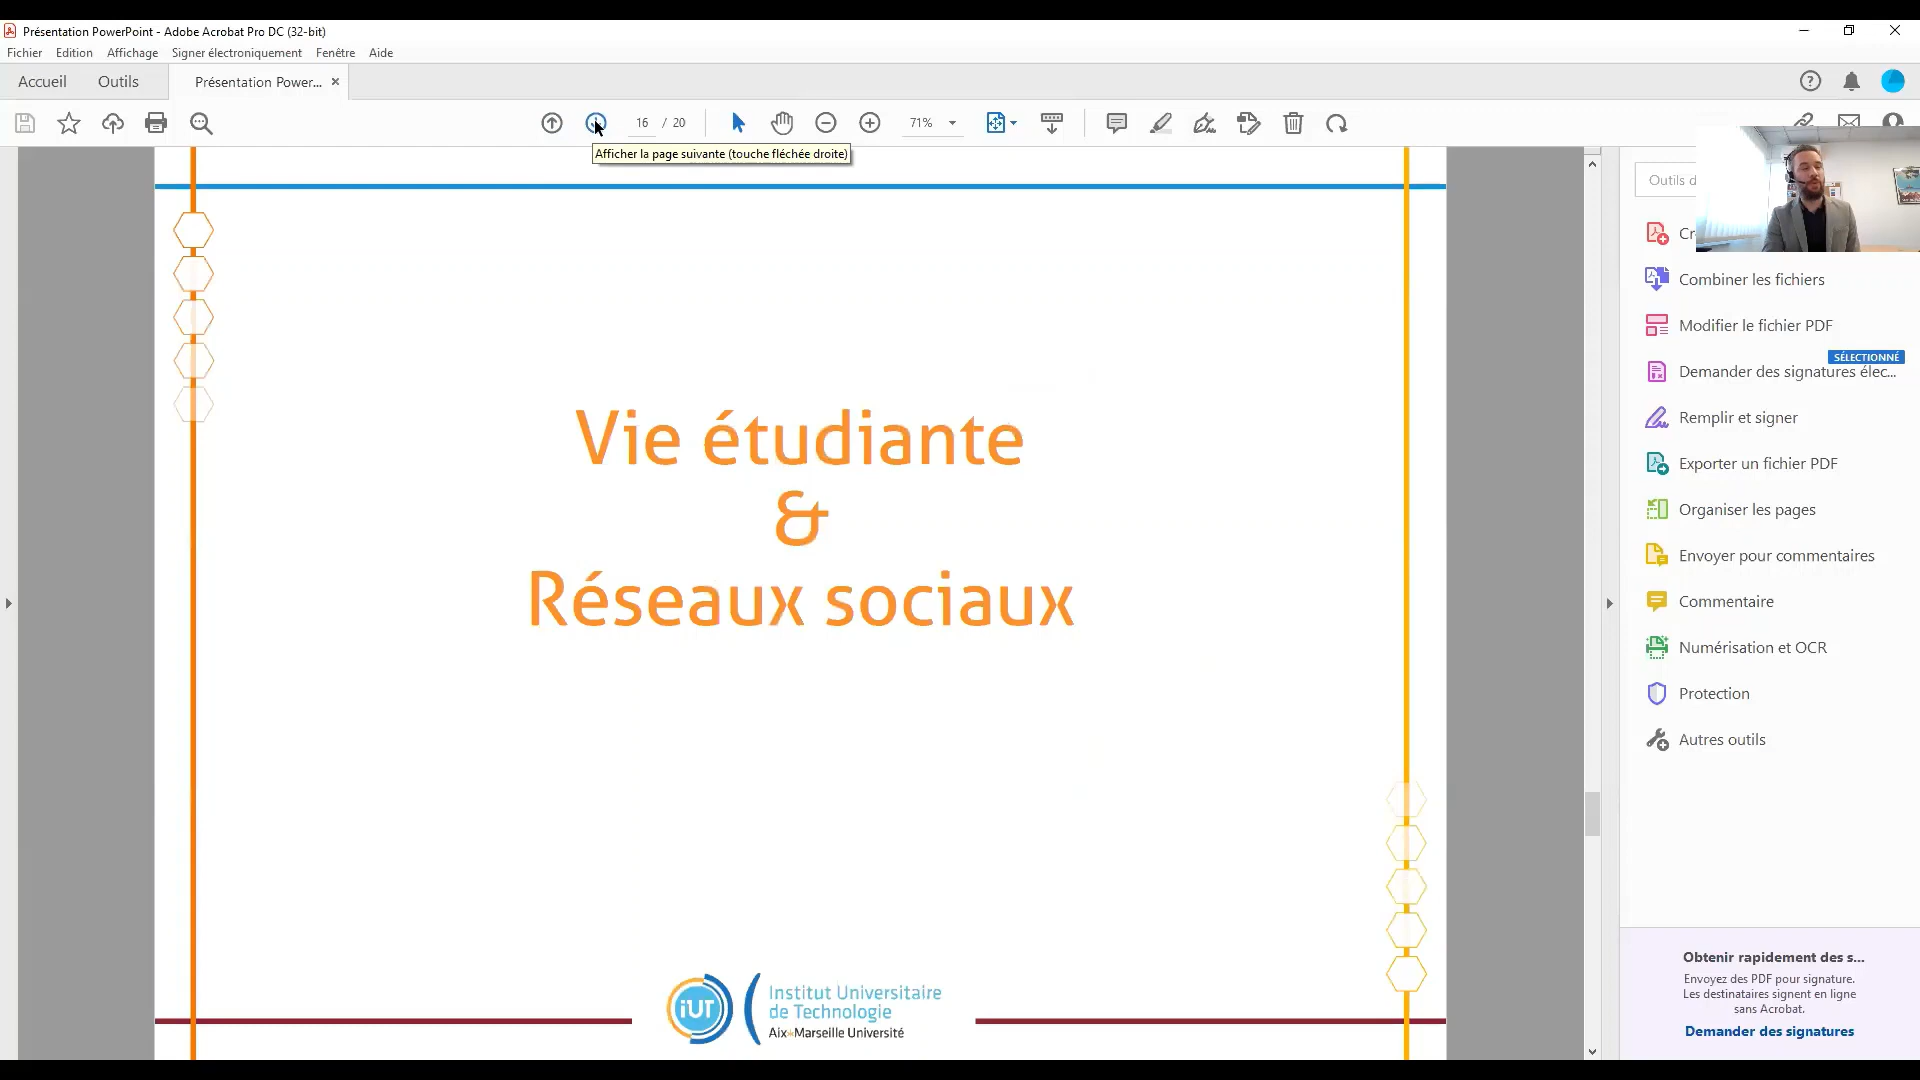 Présentation PowerPoint - Adobe Acrobat Pro DC (32-bit)
Fichier Edition Affichage Signer électroniquement Fenêtre Aide
Accueil Outils Présentation Power... ×
16 / 20 71%
Afficher la page suivante (touche fléchée droite)
Outils d
Cr
Combiner les fichiers
Modifier le fichier PDF
SÉLECTIONNÉ
Demander des signatures élec...
Remplir et signer
Exporter un fichier PDF
Organiser les pages
Envoyer pour commentaires
Commentaire
Numérisation et OCR
Protection
Autres outils
Vie étudiante
&
Réseaux sociaux
iUT
Institut Universitaire
de Technologie
Aix*Marseille Université
Obtenir rapidement des s...
Envoyez des PDF pour signature.
Les destinataires signent en ligne
sans Acrobat.
Demander des signatures